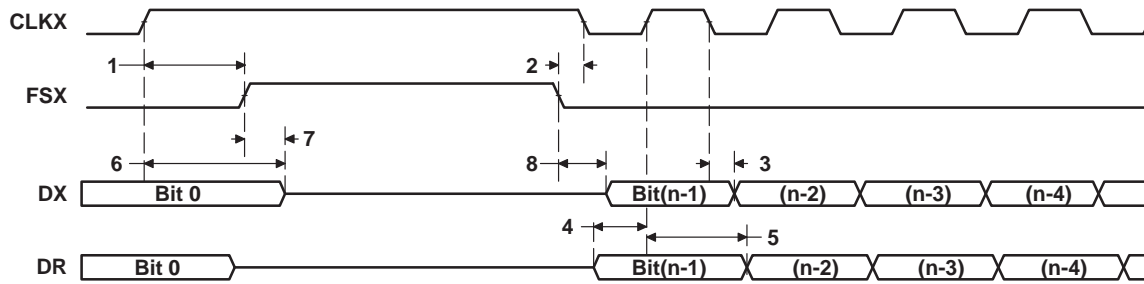 CLKX
1
2
FSX
7
6
8
3
DX
Bit 0
Bit(n-1)
(n-2)
(n-3)
(n-4)
4
5
DR
Bit 0
Bit(n-1)
(n-2)
(n-3)
(n-4)